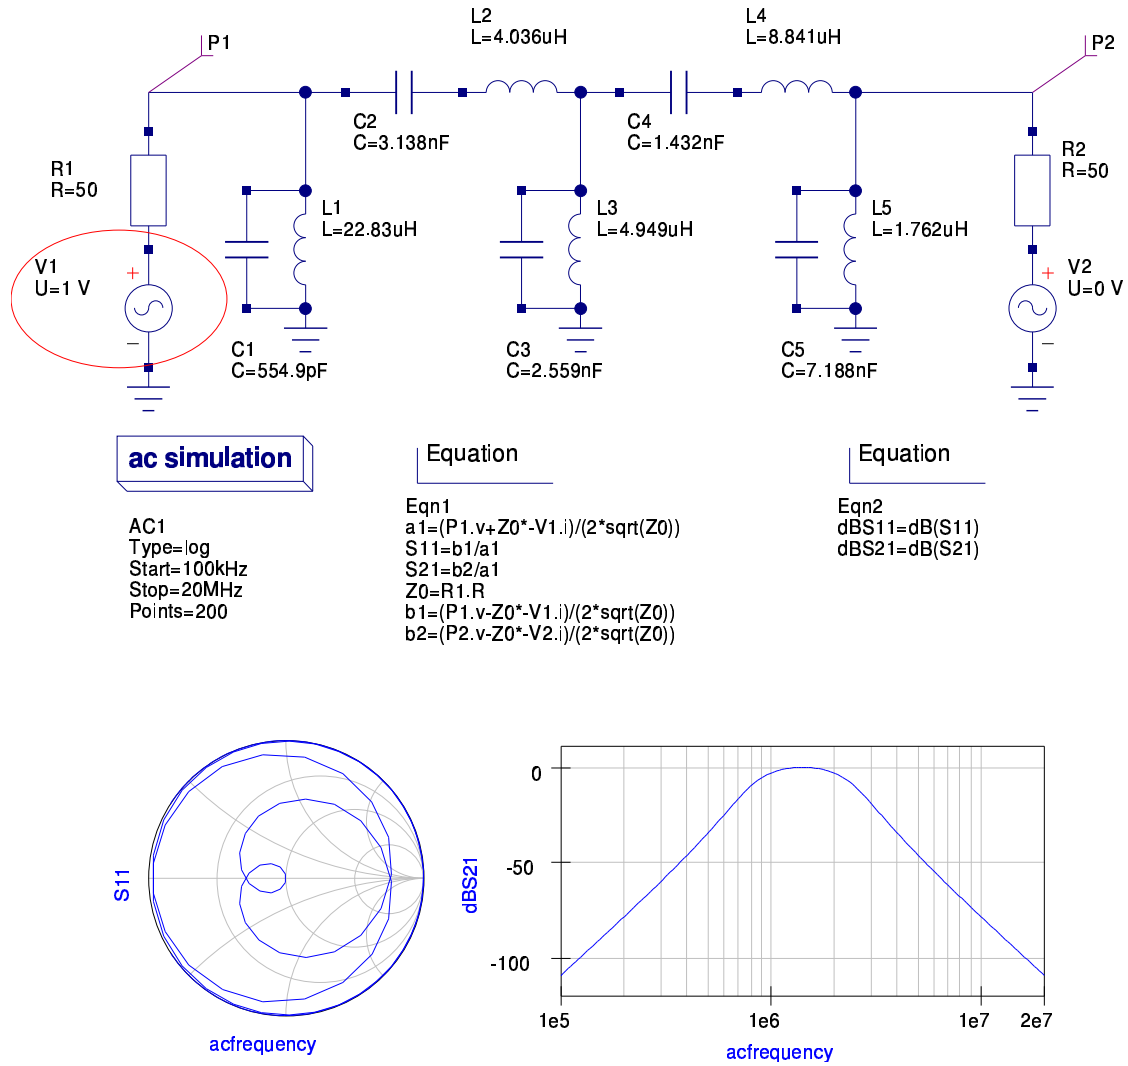 P1
L2
L=4.036uH
L4
L=8.841uH
P2
C2
C=3.138nF
C4
C=1.432nF
R1
R=50
R2
R=50
L1
L=22.83uH
L3
L=4.949uH
L5
L=1.762uH
V1
U=1 V
+
–
V2
U=0 V
+
–
C1
C=554.9pF
C3
C=2.559nF
C5
C=7.188nF
ac simulation
AC1
Type=log
Start=100kHz
Stop=20MHz
Points=200
Equation
Eqn1
a1=(P1.v+Z0*-V1.i)/(2*sqrt(Z0))
S11=b1/a1
S21=b2/a1
Z0=R1.R
b1=(P1.v-Z0*-V1.i)/(2*sqrt(Z0))
b2=(P2.v-Z0*-V2.i)/(2*sqrt(Z0))
Equation
Eqn2
dBS11=dB(S11)
dBS21=dB(S21)
S11
acfrequency
dBS21
0
-50
-100
1e5
1e6
1e7
2e7
acfrequency